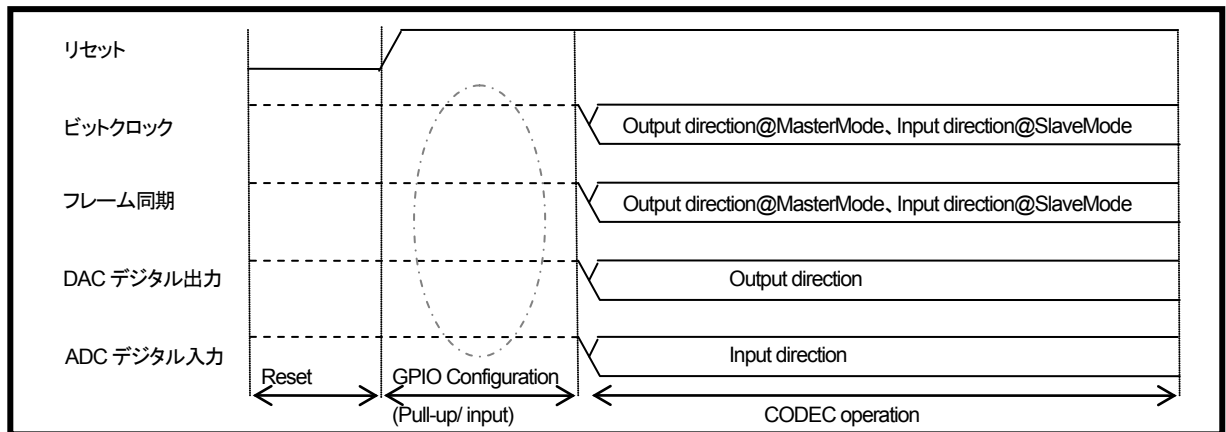 リセット
ビットクロック
Output direction@MasterMode、Input direction@SlaveMode
フレーム同期
Output direction@MasterMode、Input direction@SlaveMode
DAC デジタル出力
Output direction
ADC デジタル入力
Input direction
Reset
GPIO Configuration
(Pull-up/ input)
CODEC operation